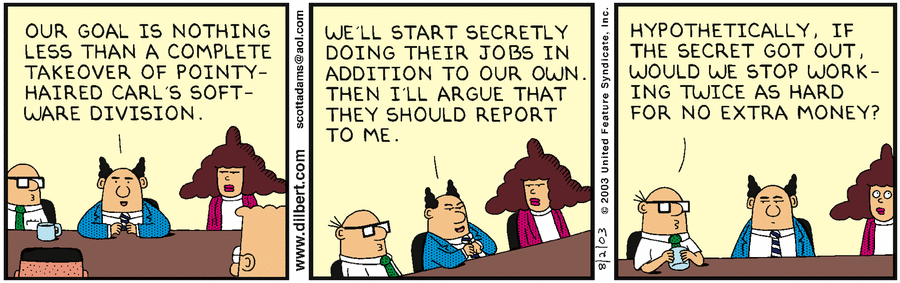 OUR GOAL IS NOTHING
LESS THAN A COMPLETE
TAKEOVER OF POINTY-
HAIRED CARL'S SOFT-
WARE DIVISION.
scottadams@aol.com
www.dilbert.com
WE'LL START SECRETLY
DOING THEIR JOBS IN
ADDITION TO OUR OWN.
THEN I'LL ARGUE THAT
THEY SHOULD REPORT
TO ME.
8/2/03 © 2003 United Feature Syndicate, Inc.
HYPOTHETICALLY, IF
THE SECRET GOT OUT,
WOULD WE STOP WORK-
ING TWICE AS HARD
FOR NO EXTRA MONEY?